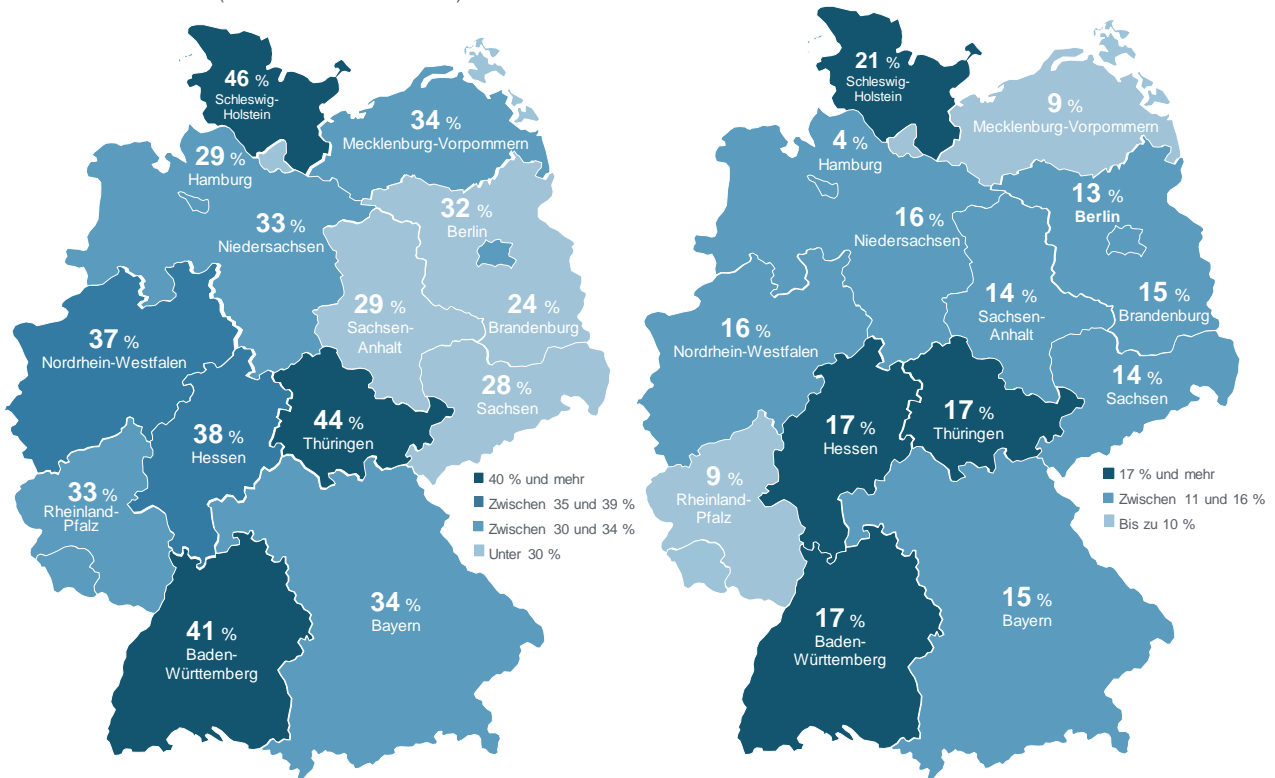 46 %
Schleswig-
Holstein
34 %
Mecklenburg-Vorpommern
29 %
Hamburg
33 %
Niedersachsen
32 %
Berlin
29 %
Sachsen-
Anhalt
24 %
Brandenburg
37 %
Nordrhein-Westfalen
28 %
Sachsen
44 %
Thüringen
38 %
Hessen
33 %
Rheinland-
Pfalz
34 %
Bayern
41 %
Baden-
Württemberg
40 % und mehr
Zwischen 35 und 39 %
Zwischen 30 und 34 %
Unter 30 %
21 %
Schleswig-
Holstein
9 %
Mecklenburg-Vorpommern
4 %
Hamburg
16 %
Niedersachsen
13 %
Berlin
14 %
Sachsen-
Anhalt
15 %
Brandenburg
16 %
Nordrhein-Westfalen
14 %
Sachsen
17 %
Thüringen
17 %
Hessen
9 %
Rheinland-
Pfalz
15 %
Bayern
17 %
Baden-
Württemberg
17 % und mehr
Zwischen 11 und 16 %
Bis zu 10 %